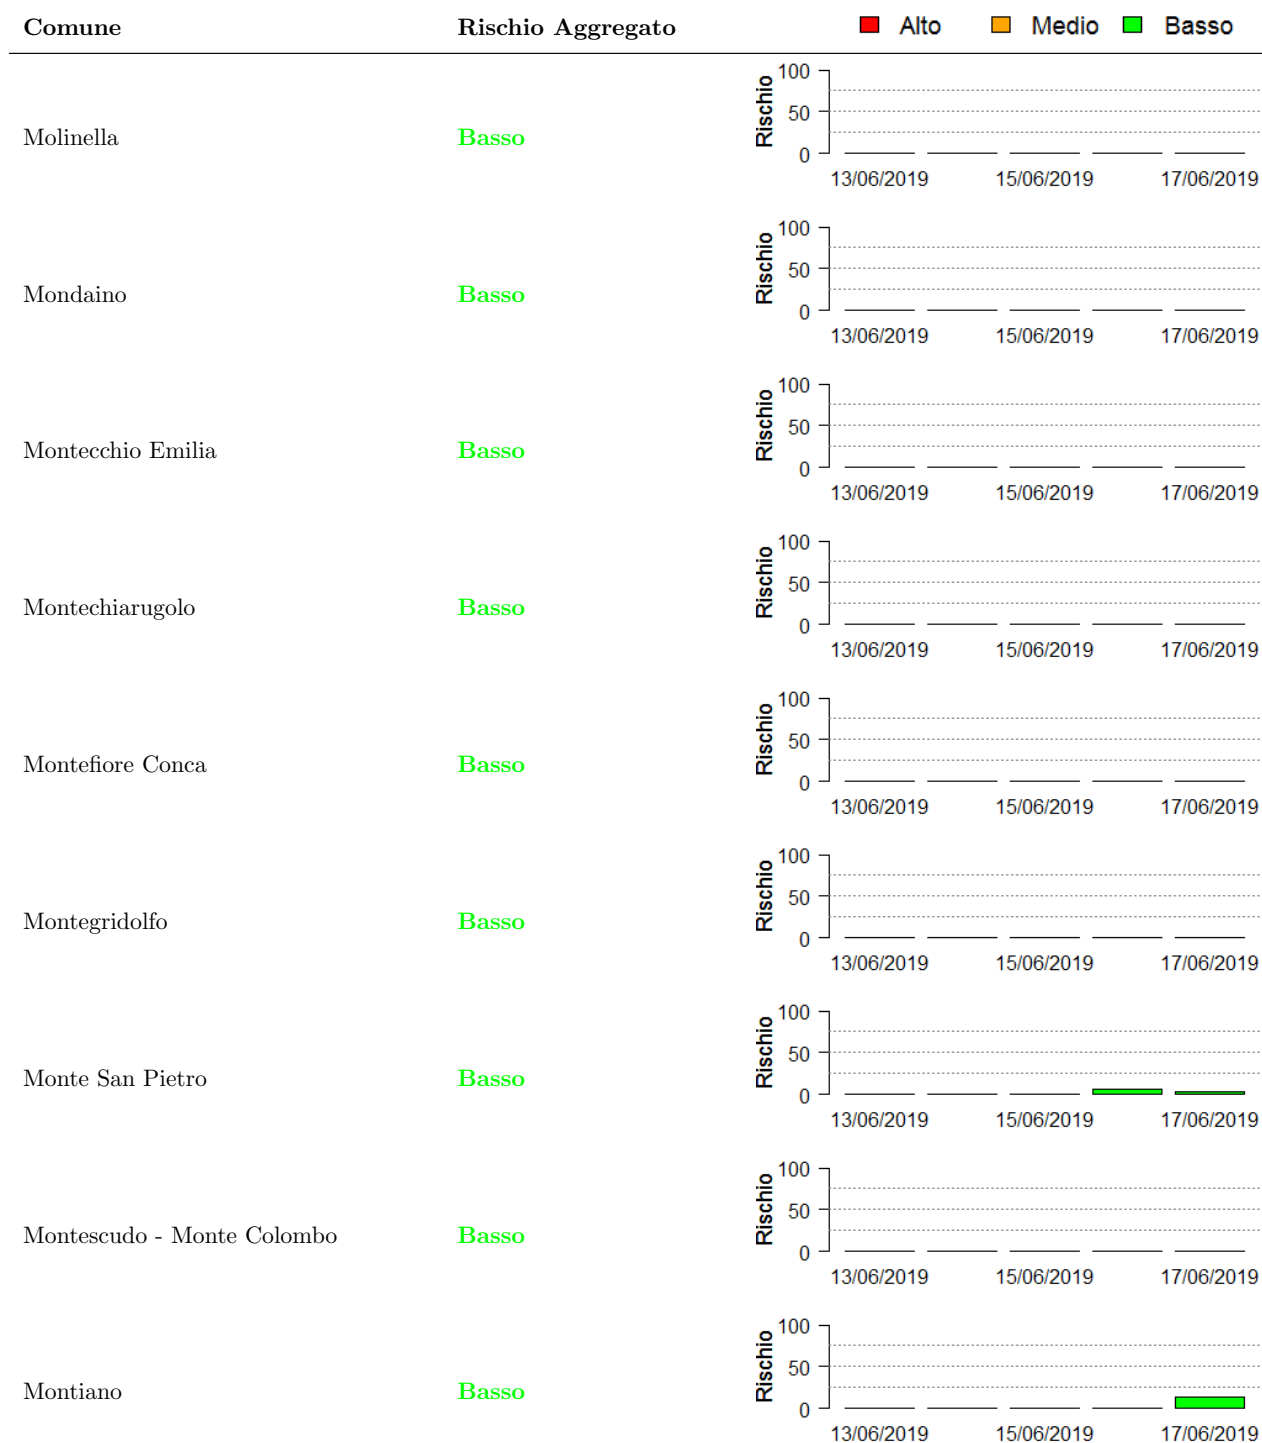 Comune Rischio Aggregato Alto Medio Basso
Molinella Basso Rischio 100 50 0
13/06/2019 15/06/2019 17/06/2019
Mondaino Basso Rischio 100 50 0
13/06/2019 15/06/2019 17/06/2019
Montecchio Emilia Basso Rischio 100 50 0
13/06/2019 15/06/2019 17/06/2019
Montechiarugolo Basso Rischio 100 50 0
13/06/2019 15/06/2019 17/06/2019
Montefiore Conca Basso Rischio 100 50 0
13/06/2019 15/06/2019 17/06/2019
Montegridolfo Basso Rischio 100 50 0
13/06/2019 15/06/2019 17/06/2019
Monte San Pietro Basso Rischio 100 50 0
13/06/2019 15/06/2019 17/06/2019
Montescudo - Monte Colombo Basso Rischio 100 50 0
13/06/2019 15/06/2019 17/06/2019
Montiano Basso Rischio 100 50 0
13/06/2019 15/06/2019 17/06/2019